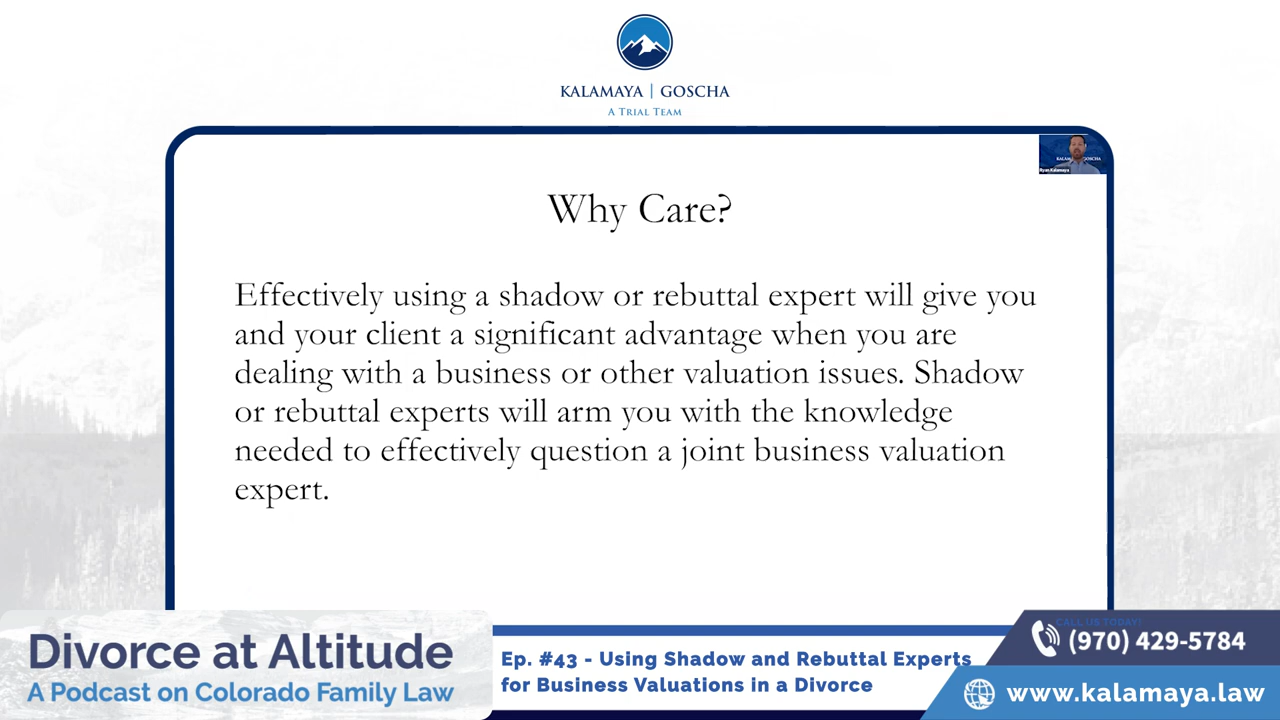 KALAMAYA | GOSCHA
A TRIAL TEAM
KALAM GOSCHA
Ryan Kalamaya
Why Care?
Effectively using a shadow or rebuttal expert will give you
and your client a significant advantage when you are
dealing with a business or other valuation issues. Shadow
or rebuttal experts will arm you with the knowledge
needed to effectively question a joint business valuation
expert.
Divorce at Altitude
A Podcast on Colorado Family Law
Ep. #43 - Using Shadow and Rebuttal Experts
for Business Valuations in a Divorce
CALL US TODAY!
(970) 429-5784
www.kalamaya.law